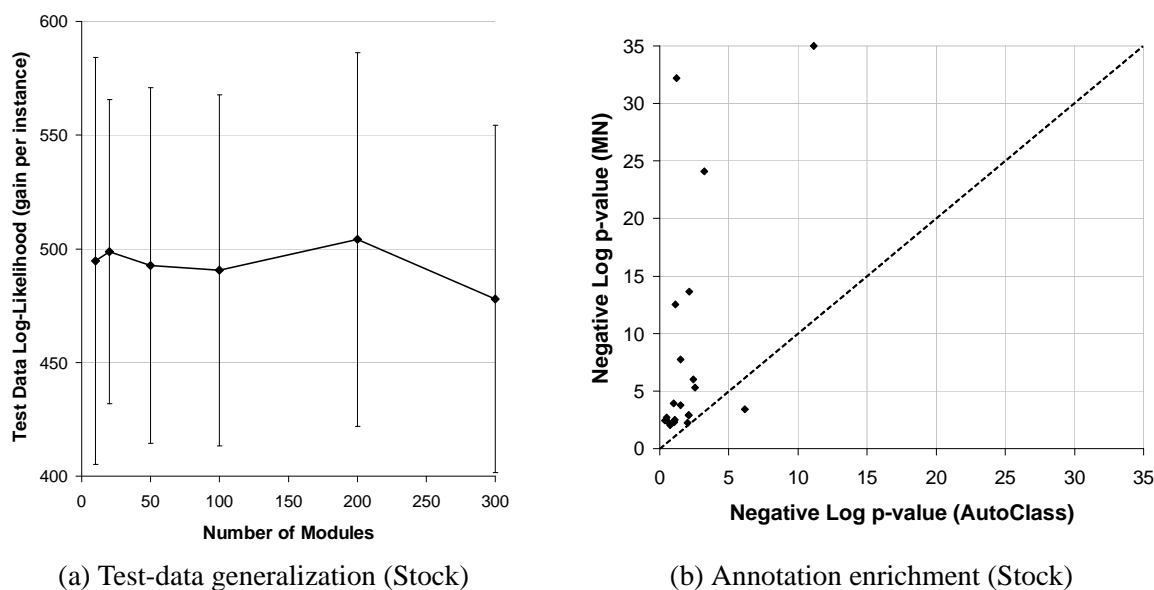 600
550
500
450
400
Test Data Log-Likelihood (gain per instance)
0 50 100 150 200 250 300
Number of Modules
(a) Test-data generalization (Stock)
35
30
25
20
15
10
5
0
Negative Log p-value (MN)
0 5 10 15 20 25 30 35
Negative Log p-value (AutoClass)
(b) Annotation enrichment (Stock)